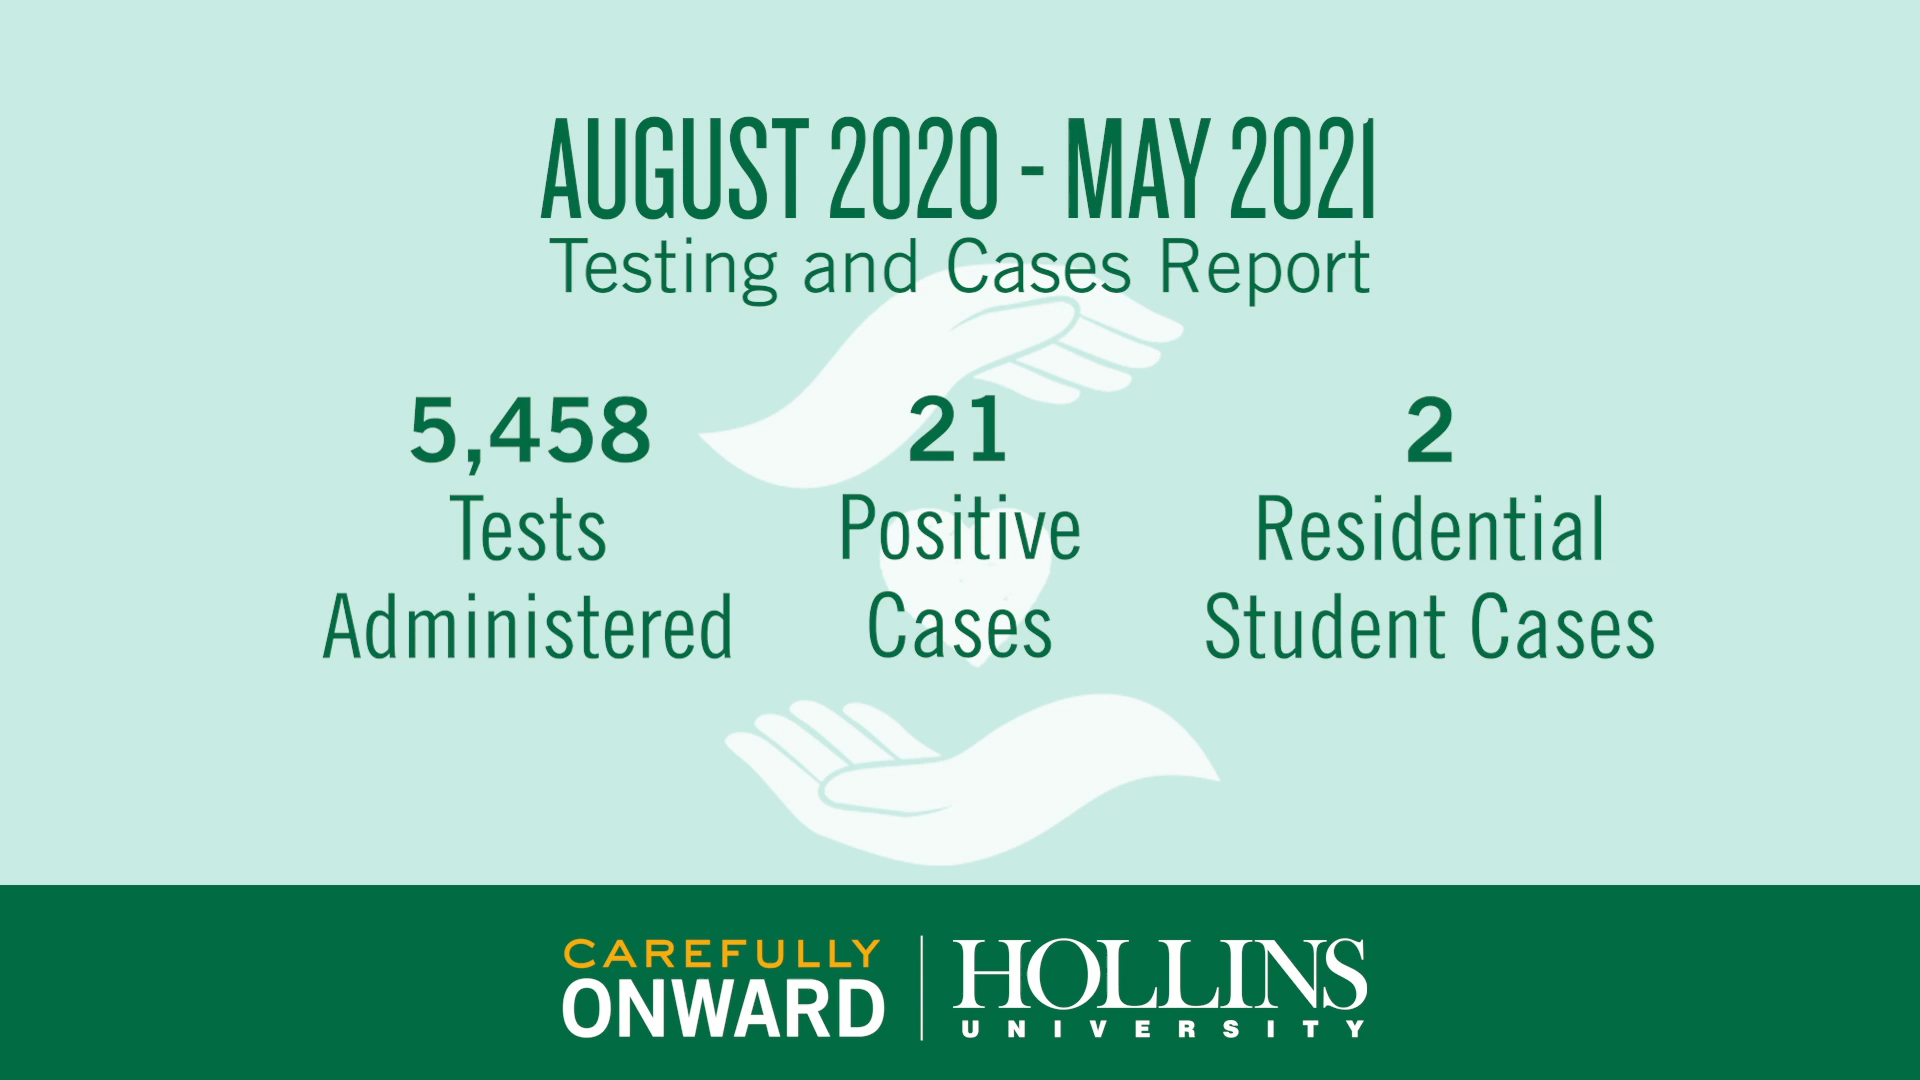 AUGUST 2020 - MAY 2021
Testing and Cases Report
5,458
Tests
Administered
21
Positive
Cases
2
Residential
Student Cases
CAREFULLY
ONWARD
HOLLINS
UNIVERSITY